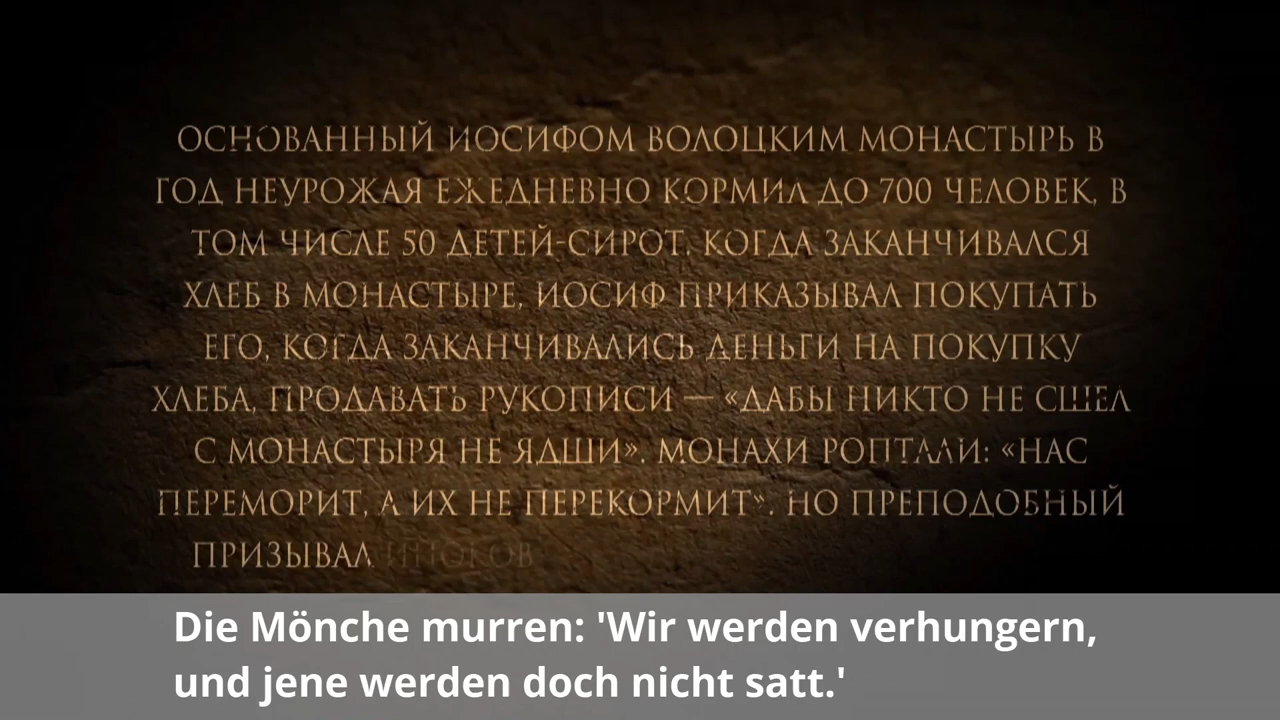 ОСНОВАННЫЙ ИОСИФОМ ВОЛОЦКИМ МОНАСТЫРЬ В
ГОД НЕУРОЖАЯ ЕЖЕДНЕВНО КОРМИЛ ДО 700 ЧЕЛОВЕК, В
ТОМ ЧИСЛЕ 50 ДЕТЕЙ-СИРОТ. КОГДА ЗАКАНЧИВАЛСЯ
ХЛЕБ В МОНАСТЫРЕ, ИОСИФ ПРИКАЗЫВАЛ ПОКУПАТЬ
ЕГО, КОГДА ЗАКАНЧИВАЛИСЬ ДЕНЬГИ НА ПОКУПКУ
ХЛЕБА, ПРОДАВАТЬ РУКОПИСИ — «ДАБЫ НИКТО НЕ СШЕЛ
С МОНАСТЫРЯ НЕ ЯДШИ». МОНАХИ РОПТАЛИ: «НАС
ПЕРЕМОРИТ, А ИХ НЕ ПЕРЕКОРМИТ». НО ПРЕПОДОБНЫЙ
ПРИЗЫВАЛ ИНОКОВ
Die Mönche murren: 'Wir werden verhungern,
und jene werden doch nicht satt.'